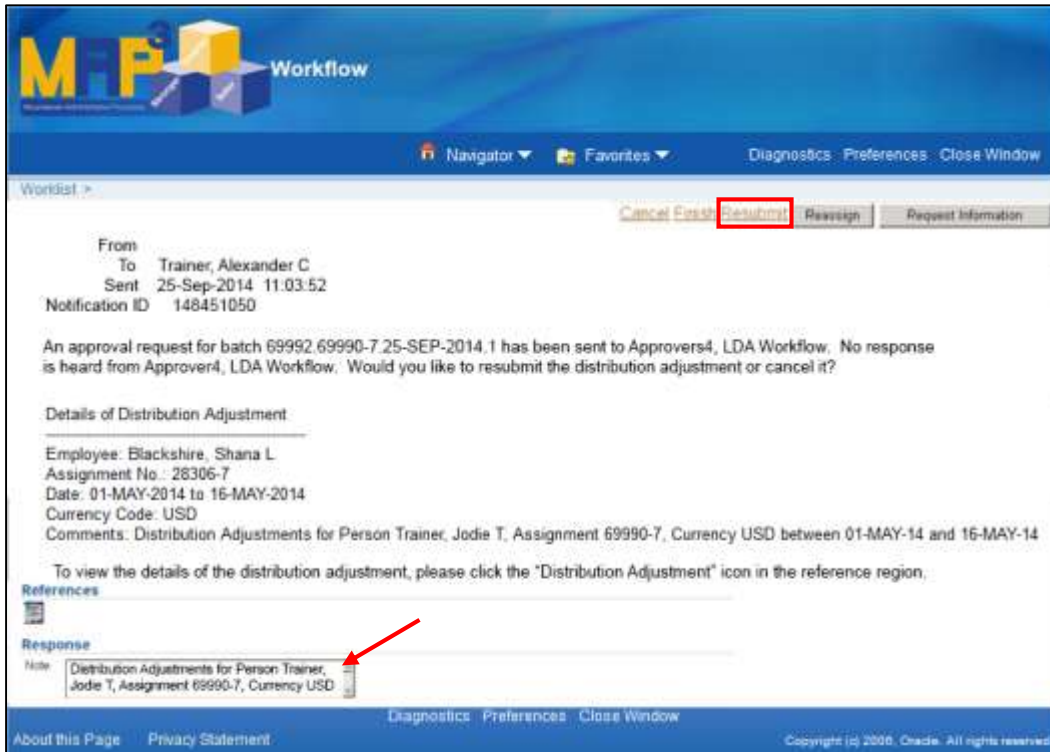 MAP3
Workflow
Navigator Favorites Diagnostics Preferences Close Window
Worklist >
Cancel Finish Resubmit Reassign Request Information
From
To Trainer, Alexander C
Sent 25-Sep-2014 11:03:52
Notification ID 148451050
An approval request for batch 69992.69990-7.25-SEP-2014.1 has been sent to Approvers4, LDA Workflow. No response
is heard from Approver4, LDA Workflow. Would you like to resubmit the distribution adjustment or cancel it?
Details of Distribution Adjustment
Employee: Blackshire, Shana L
Assignment No.: 28306-7
Date: 01-MAY-2014 to 16-MAY-2014
Currency Code: USD
Comments: Distribution Adjustments for Person Trainer, Jodie T, Assignment 69990-7, Currency USD between 01-MAY-14 and 16-MAY-14
To view the details of the distribution adjustment, please click the "Distribution Adjustment" icon in the reference region.
References
Response
Note Distribution Adjustments for Person Trainer,
Jodie T, Assignment 69990-7, Currency USD
Diagnostics Preferences Close Window
About this Page Privacy Statement Copyright (c) 2006, Oracle. All rights reserved